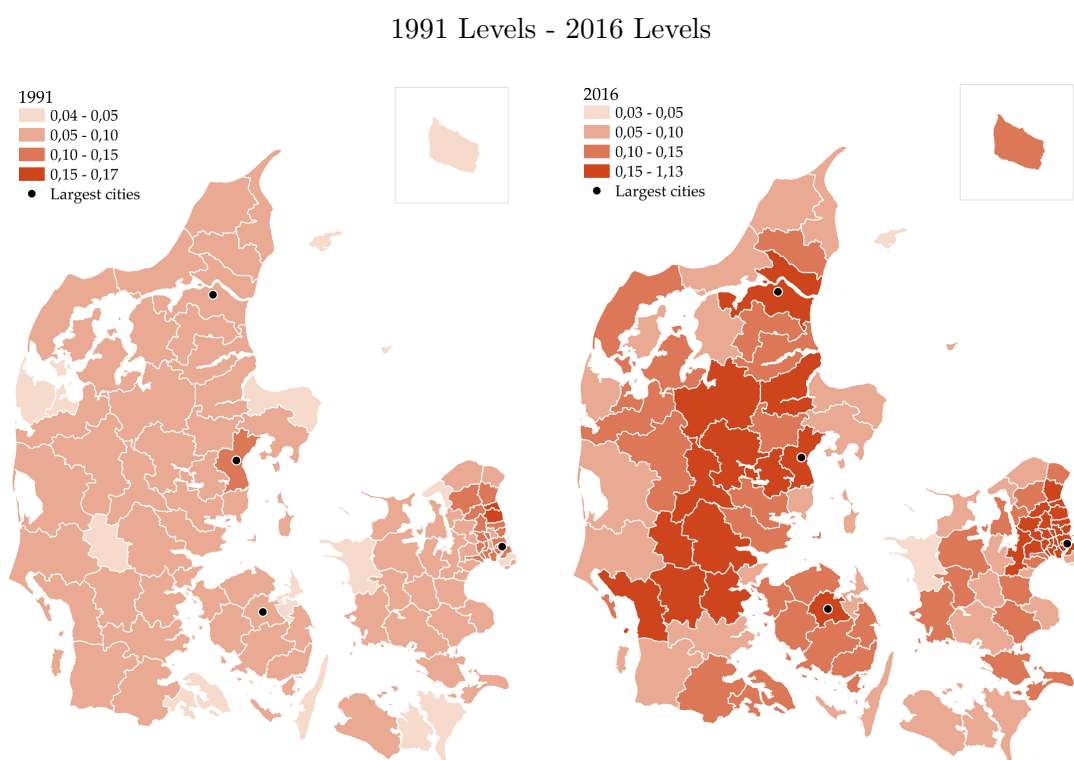 1991 Levels - 2016 Levels
1991
0,04 - 0,05
0,05 - 0,10
0,10 - 0,15
0,15 - 0,17
Largest cities
2016
0,03 - 0,05
0,05 - 0,10
0,10 - 0,15
0,15 - 1,13
Largest cities